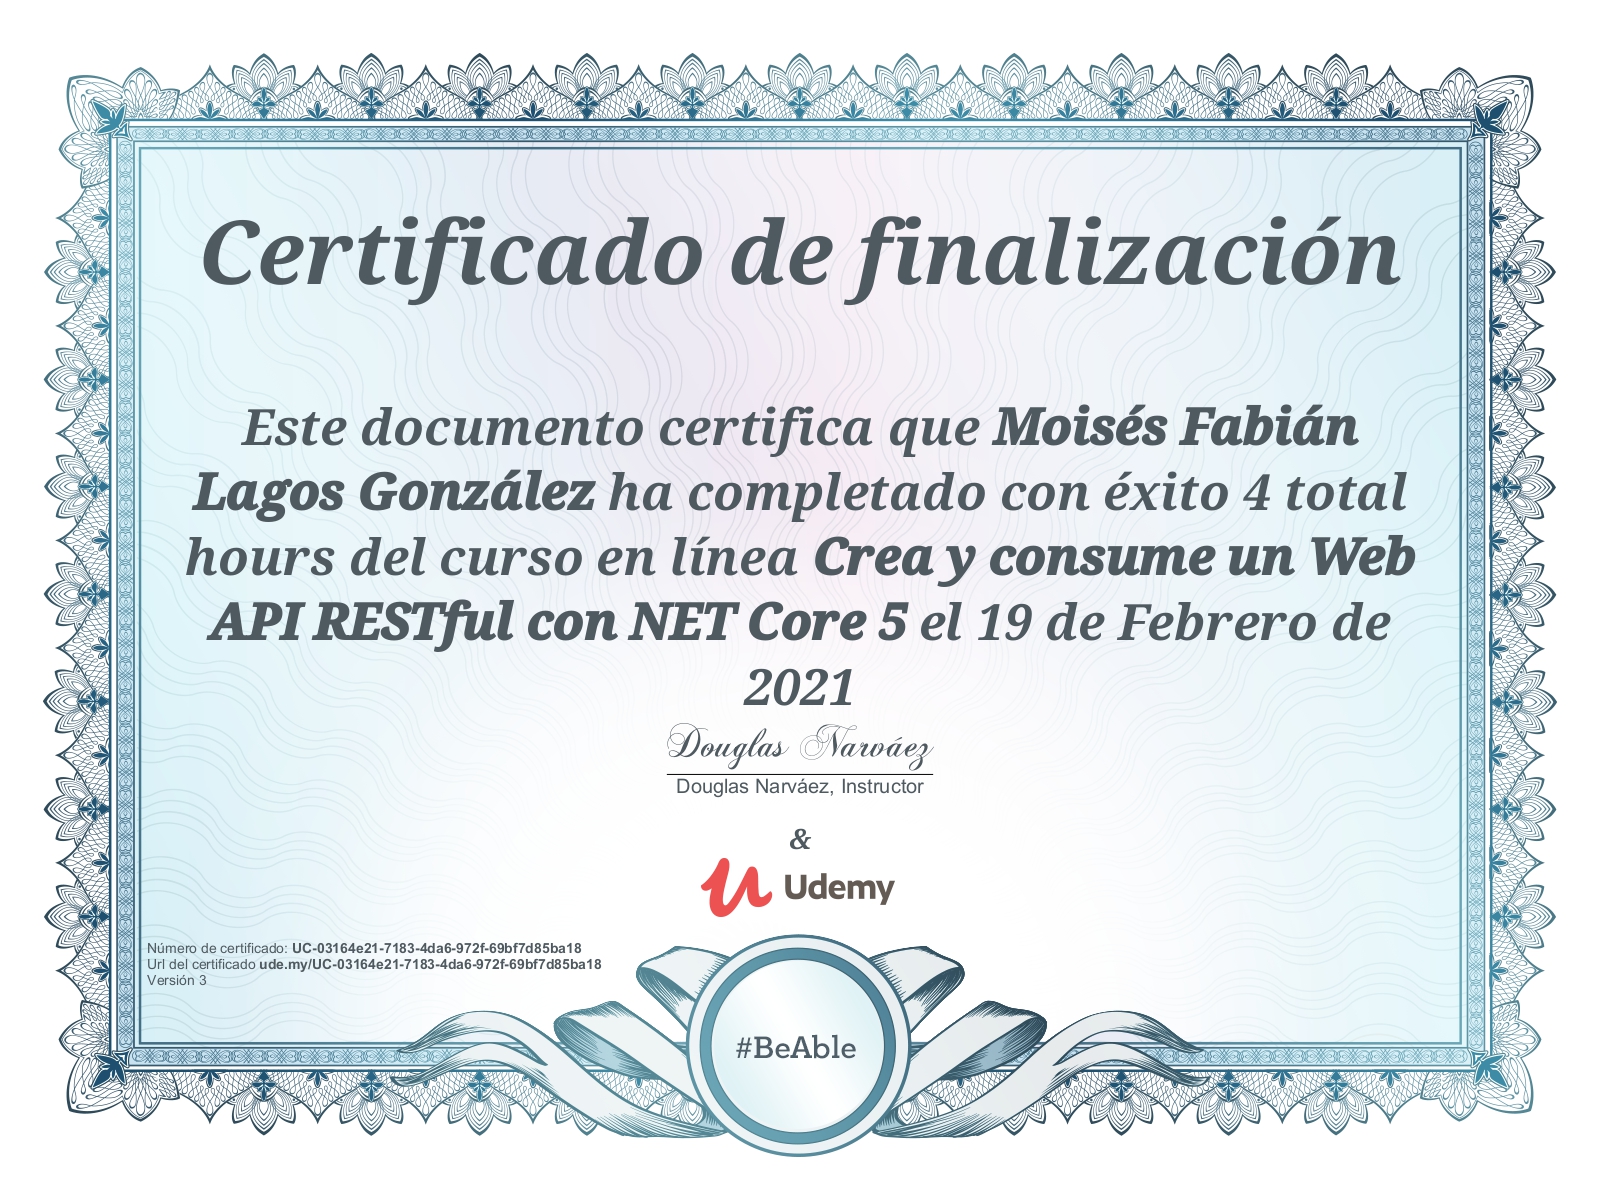 Certificado de finalización
Este documento certifica que Moisés Fabián
Lagos González ha completado con éxito 4 total
hours del curso en línea Crea y consume un Web
API RESTful con NET Core 5 el 19 de Febrero de
2021
Douglas Narváez
Douglas Narváez, Instructor
&
Udemy
Número de certificado: UC-03164e21-7183-4da6-972f-69bf7d85ba18
Url del certificado ude.my/UC-03164e21-7183-4da6-972f-69bf7d85ba18
Versión 3
#BeAble